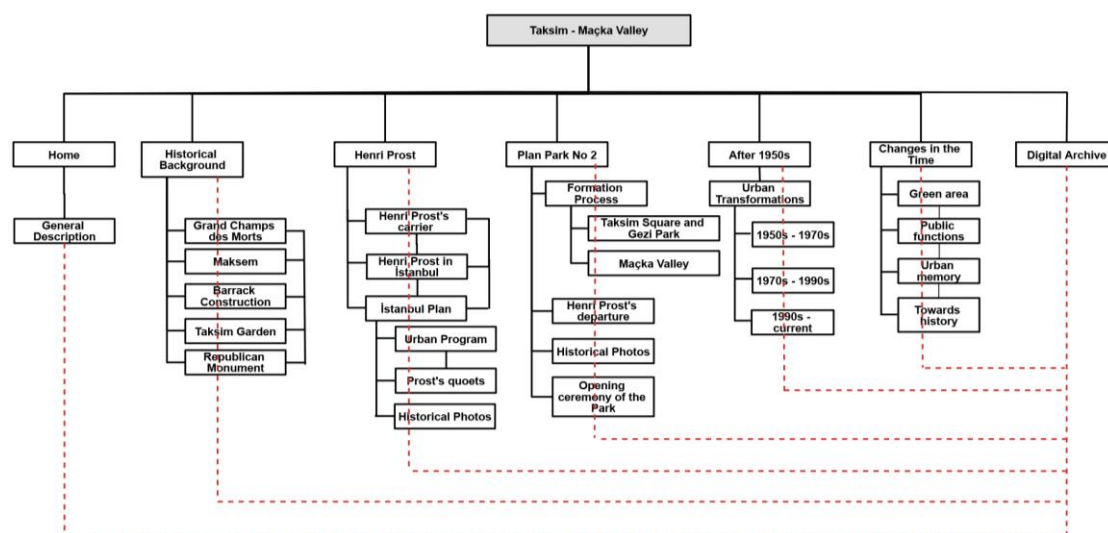 Taksim - Maçka Valley
Home
Historical
Background
Henri Prost
Plan Park No 2
After 1950s
Changes in the
Time
Digital Archive
General
Description
Grand Champs
des Morts
Maksem
Barrack
Construction
Taksim Garden
Republican
Monument
Henri Prost's
carrier
Henri Prost in
İstanbul
İstanbul Plan
Urban Program
Prost's quoets
Historical Photos
Formation
Process
Taksim Square and
Gezi Park
Maçka Valley
Henri Prost's
departure
Historical Photos
Opening
ceremony of the
Park
Urban
Transformations
1950s - 1970s
1970s - 1990s
1990s -
current
Green area
Public
functions
Urban
memory
Towards
history